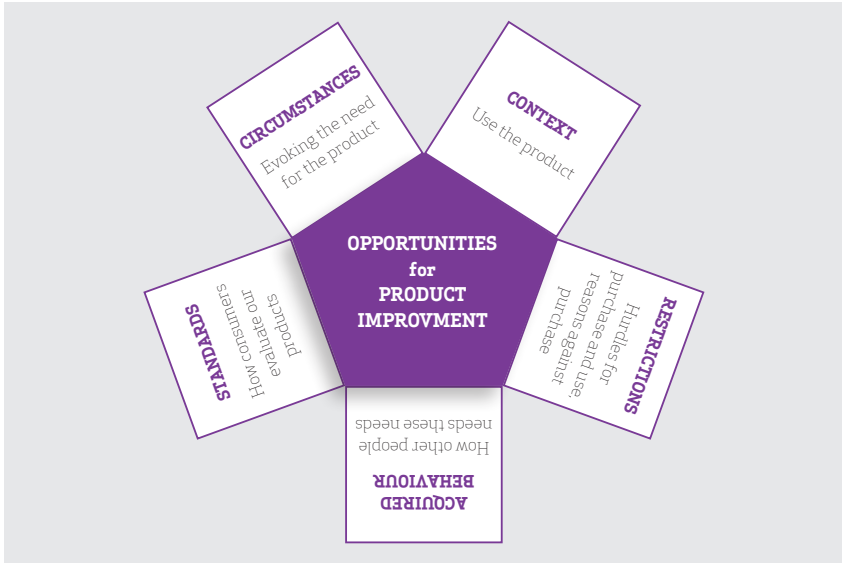 CIRCUMSTANCES
Evoking the need
for the product
CONTEXT
Use the product
OPPORTUNITIES
for
PRODUCT
IMPROVMENT
RESTRICTIONS
Hurdles for
purchase and use,
reasons against
purchase
ACQUIRED
BEHAVIOUR
How other people
needs these needs
STANDARDS
How consumers
evaluate our
products